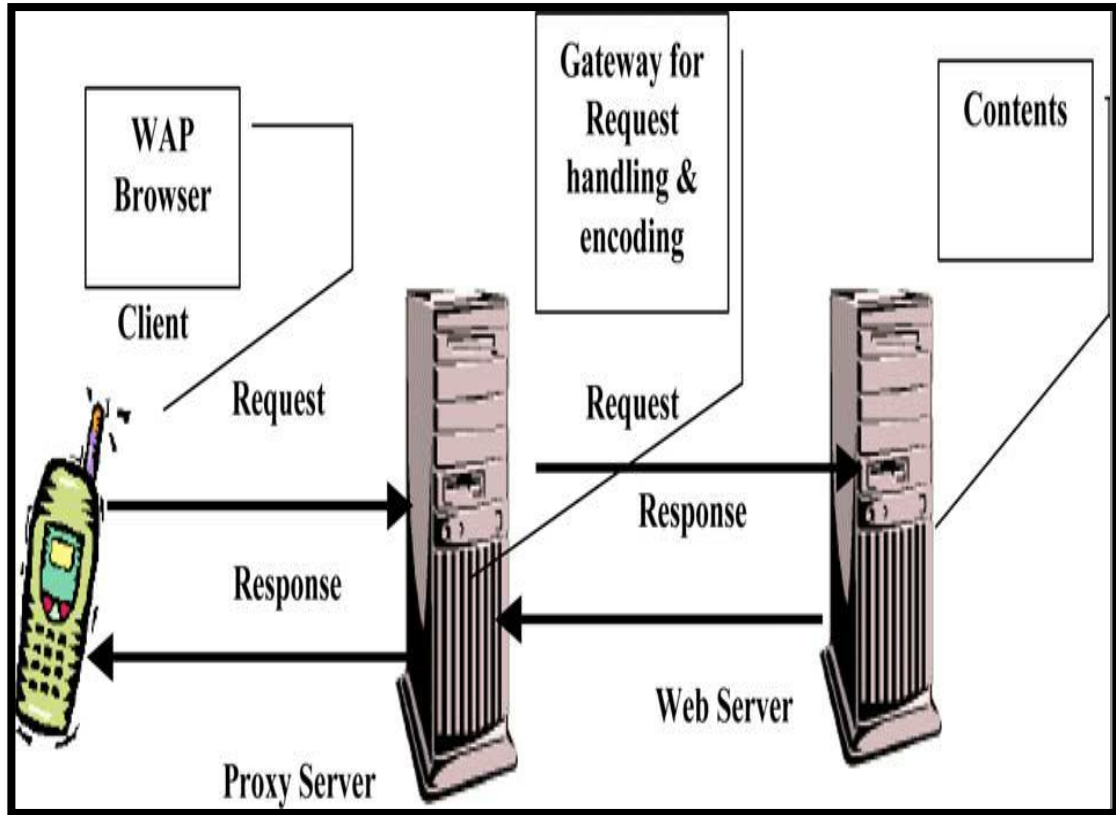 WAP
Browser
Client
Gateway for
Request
handling &
encoding
Contents
Request
Request
Response
Response
Web Server
Proxy Server